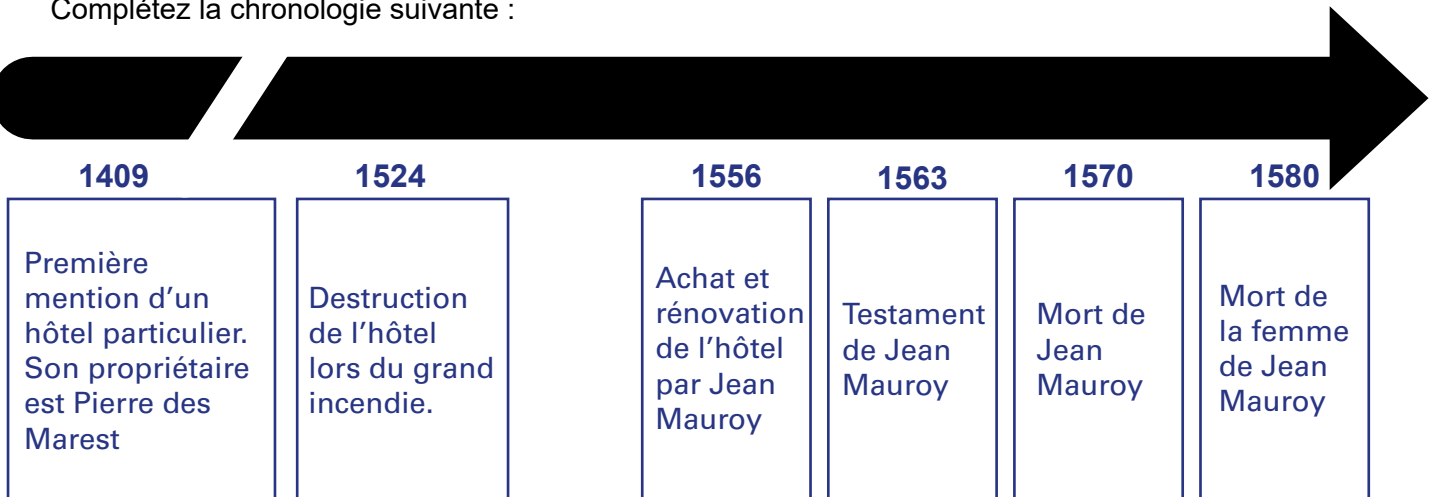 Complétez la chronologie suivante :
1409
1524
1556
1563
1570
1580
Première
mention d’un
hôtel particulier.
Son propriétaire
est Pierre des
Marest
Destruction
de l’hôtel
lors du grand
incendie.
Achat et
rénovation
de l’hôtel
par Jean
Mauroy
Testament
de Jean
Mauroy
Mort de
Jean
Mauroy
Mort de
la femme
de Jean
Mauroy